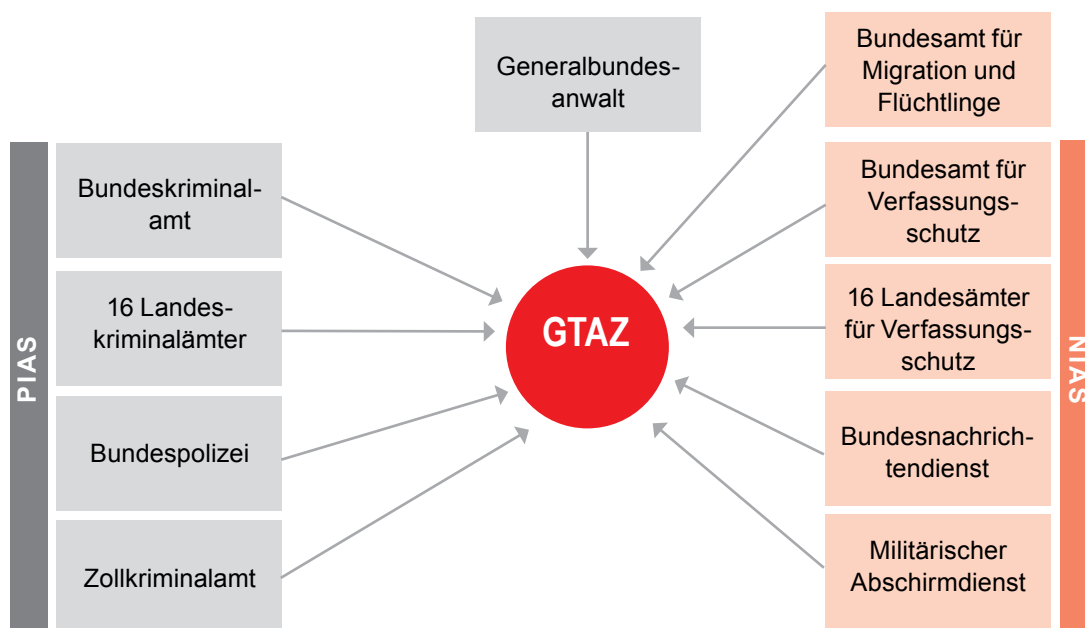 Generalbundes-
anwalt
Bundesamt für
Migration und
Flüchtlinge
PIAS
Bundeskriminal-
amt
16 Landes-
kriminalämter
Bundespolizei
Zollkriminalamt
GTAZ
Bundesamt für
Verfassungs-
schutz
16 Landesämter
für Verfassungs-
schutz
Bundesnachrich-
tendienst
Militärischer
Abschirmdienst
NIAS